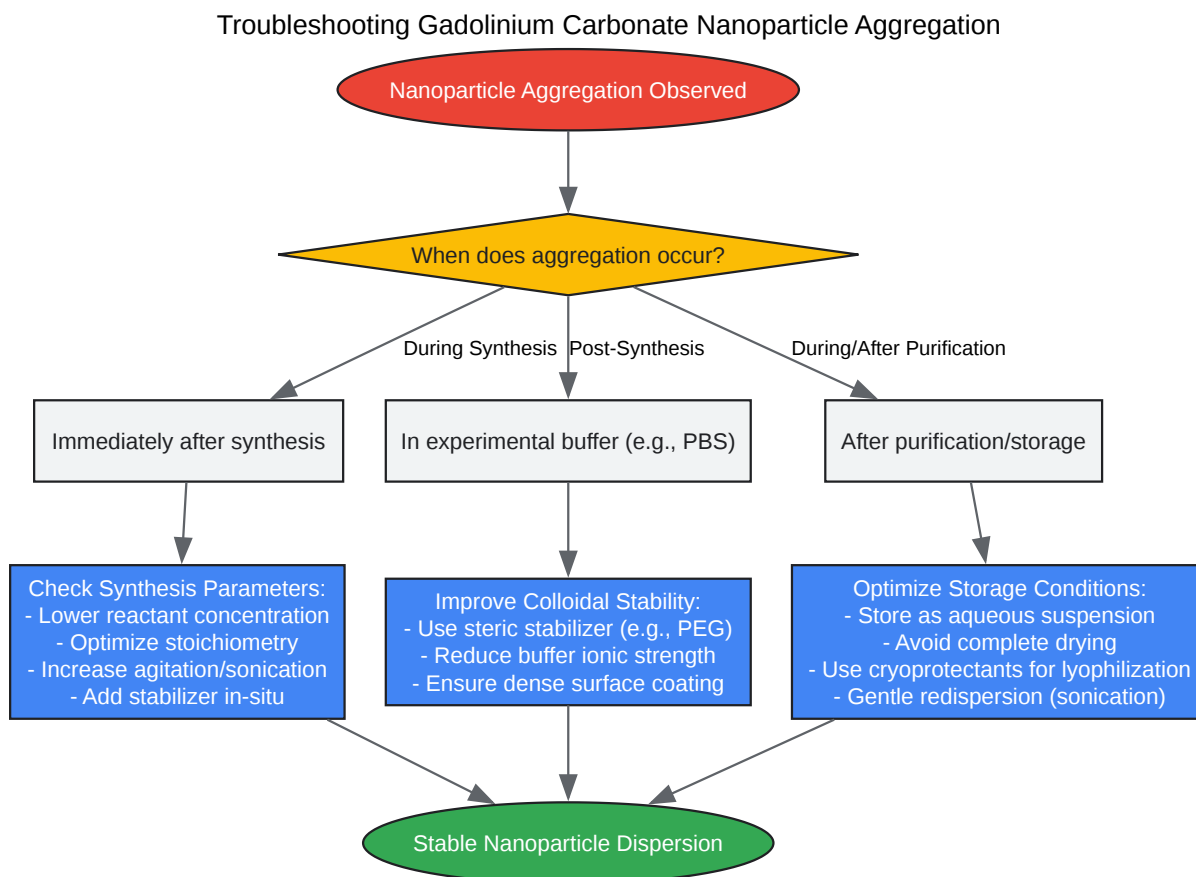 Troubleshooting Gadolinium Carbonate Nanoparticle Aggregation
Nanoparticle Aggregation Observed
When does aggregation occur?
During Synthesis
Post-Synthesis
During/After Purification
Immediately after synthesis
In experimental buffer (e.g., PBS)
After purification/storage
Check Synthesis Parameters:
- Lower reactant concentration
- Optimize stoichiometry
- Increase agitation/sonication
- Add stabilizer in-situ
Improve Colloidal Stability:
- Use steric stabilizer (e.g., PEG)
- Reduce buffer ionic strength
- Ensure dense surface coating
Optimize Storage Conditions:
- Store as aqueous suspension
- Avoid complete drying
- Use cryoprotectants for lyophilization
- Gentle redispersion (sonication)
Stable Nanoparticle Dispersion